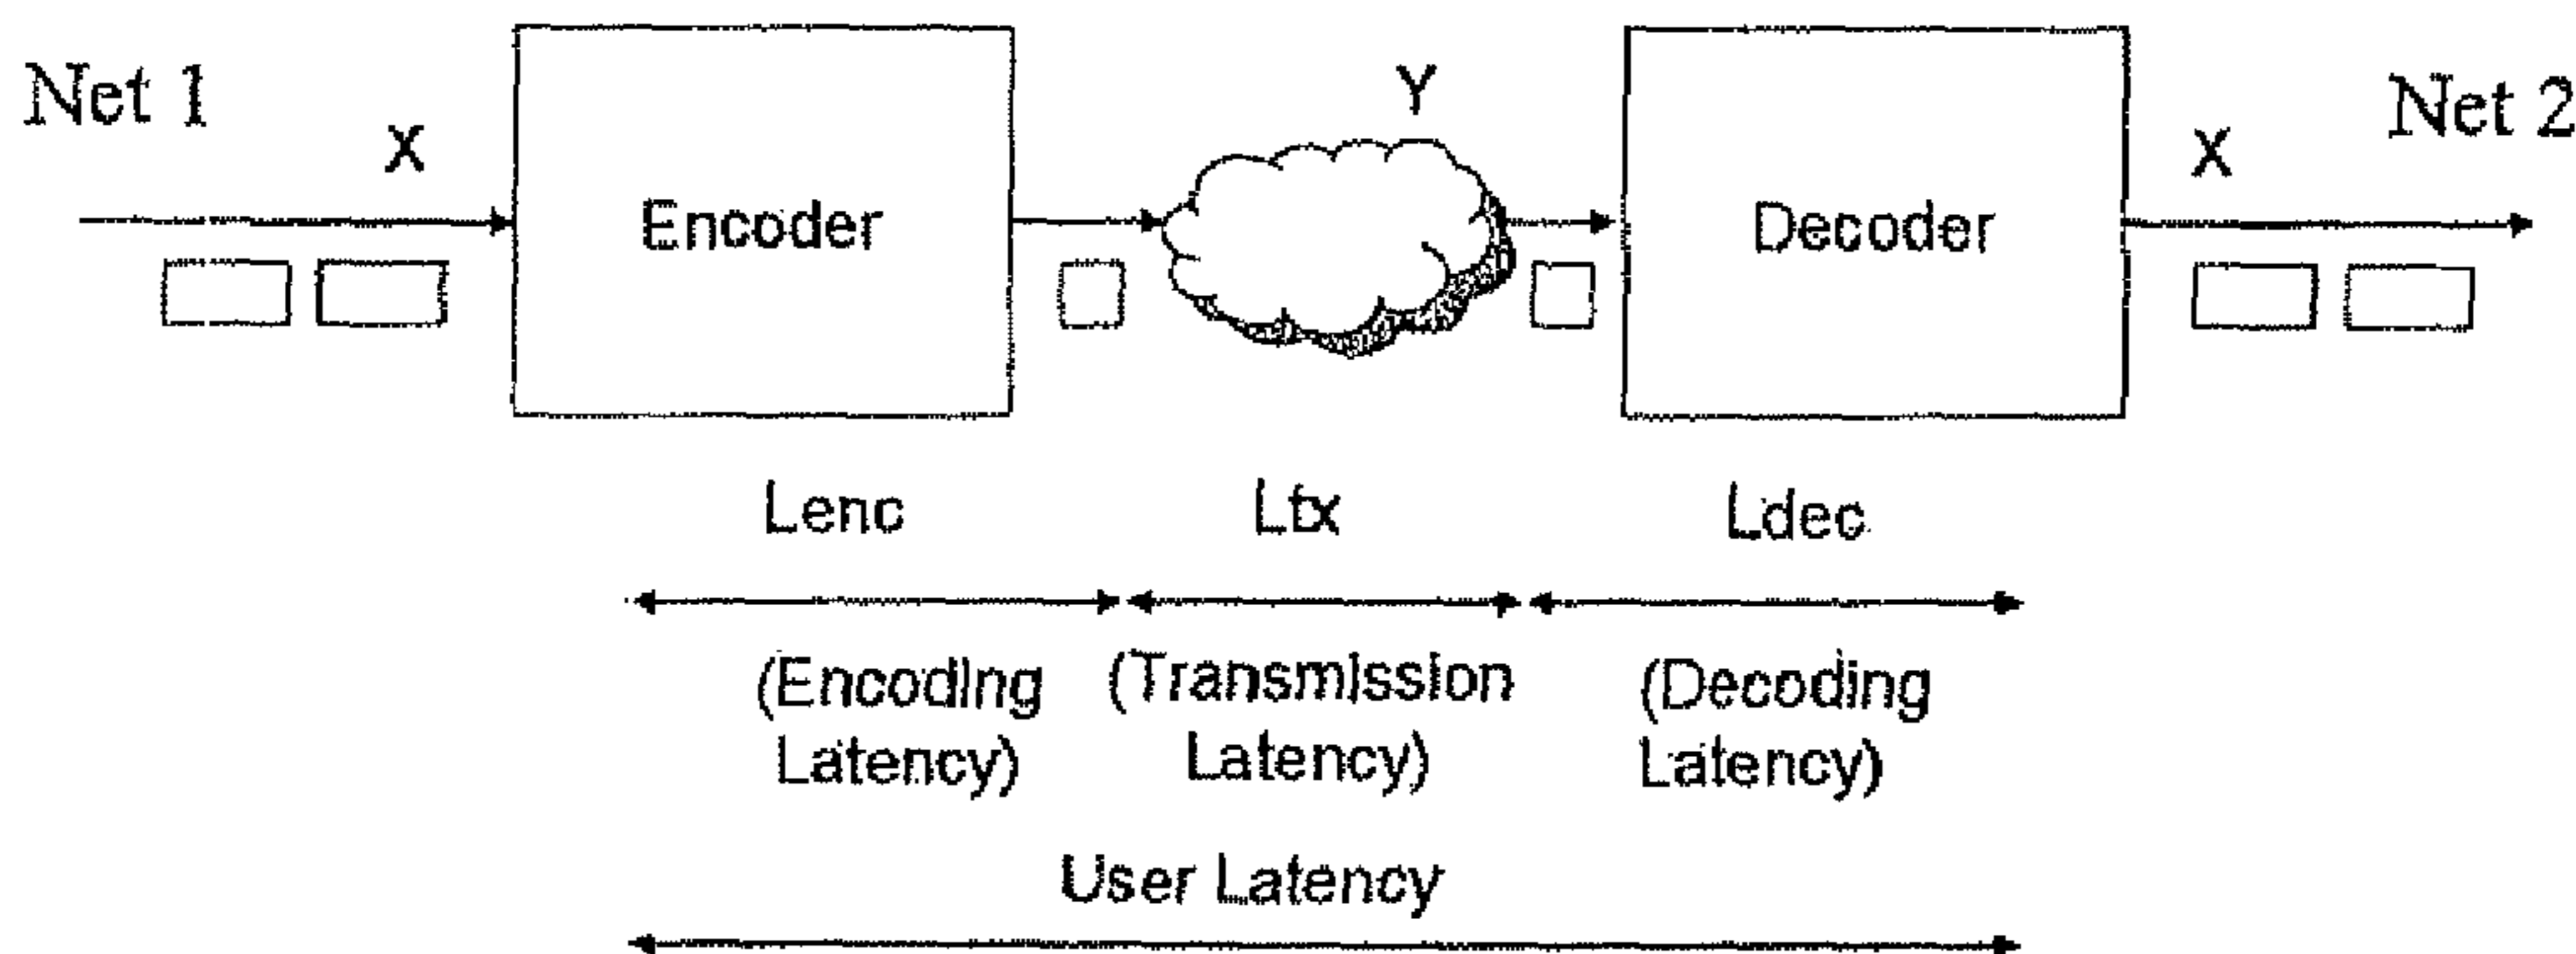 Net 1
X
Encoder
Y
Decoder
X
Net 2
Lenc
Ltx
Ldec
(Encoding
Latency)
(Transmission
Latency)
(Decoding
Latency)
User Latency